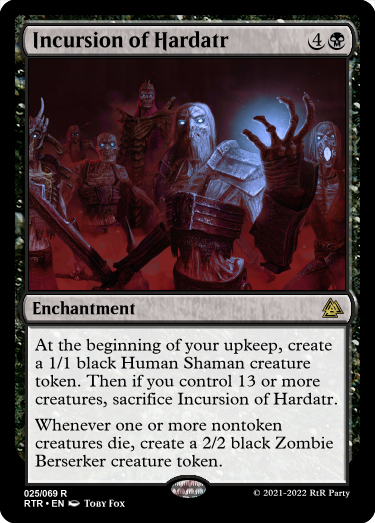 Incursion of Hardatr 4
Enchantment
At the beginning of your upkeep, create
a 1/1 black Human Shaman creature
token. Then if you control 13 or more
creatures, sacrifice Incursion of Hardatr.
Whenever one or more nontoken
creatures die, create a 2/2 black Zombie
Berserker creature token.
025/069 R
RTR • EN Toby Fox
© 2021-2022 RtR Party